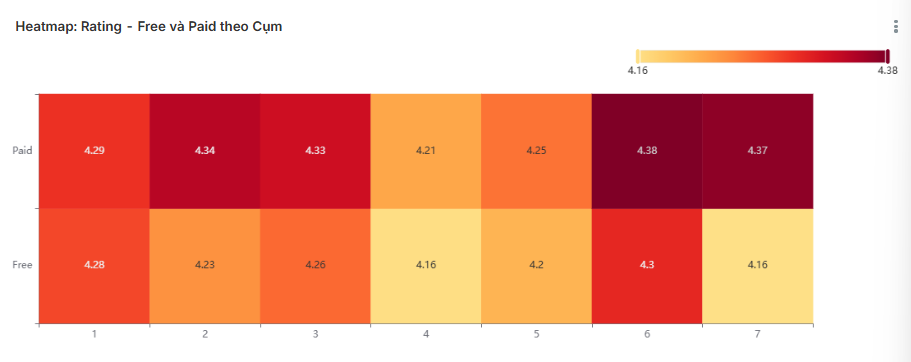 Heatmap: Rating - Free và Paid theo Cụm
4.16 4.38
Paid 4.29 4.34 4.33 4.21 4.25 4.38 4.37
Free 4.28 4.23 4.26 4.16 4.2 4.3 4.16
1 2 3 4 5 6 7